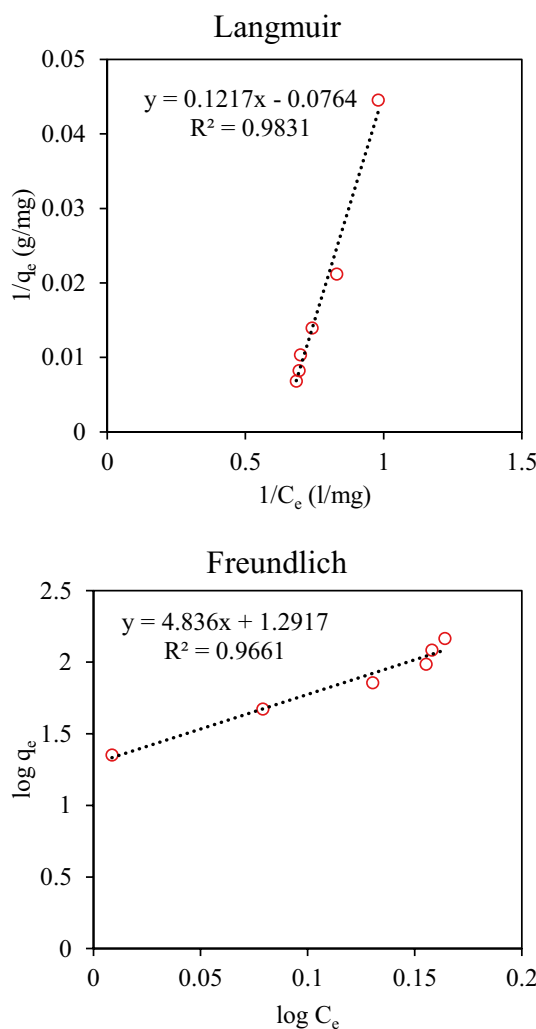 Langmuir
0.05
y = 0.1217x - 0.0764
R² = 0.9831
0.04
0.03
0.02
0.01
0
1/qₑ (g/mg)
0
0.5
1
1.5
1/Cₑ (l/mg)
Freundlich
2.5
y = 4.836x + 1.2917
R² = 0.9661
2
1.5
1
0.5
0
log qₑ
0
0.05
0.1
0.15
0.2
log Cₑ